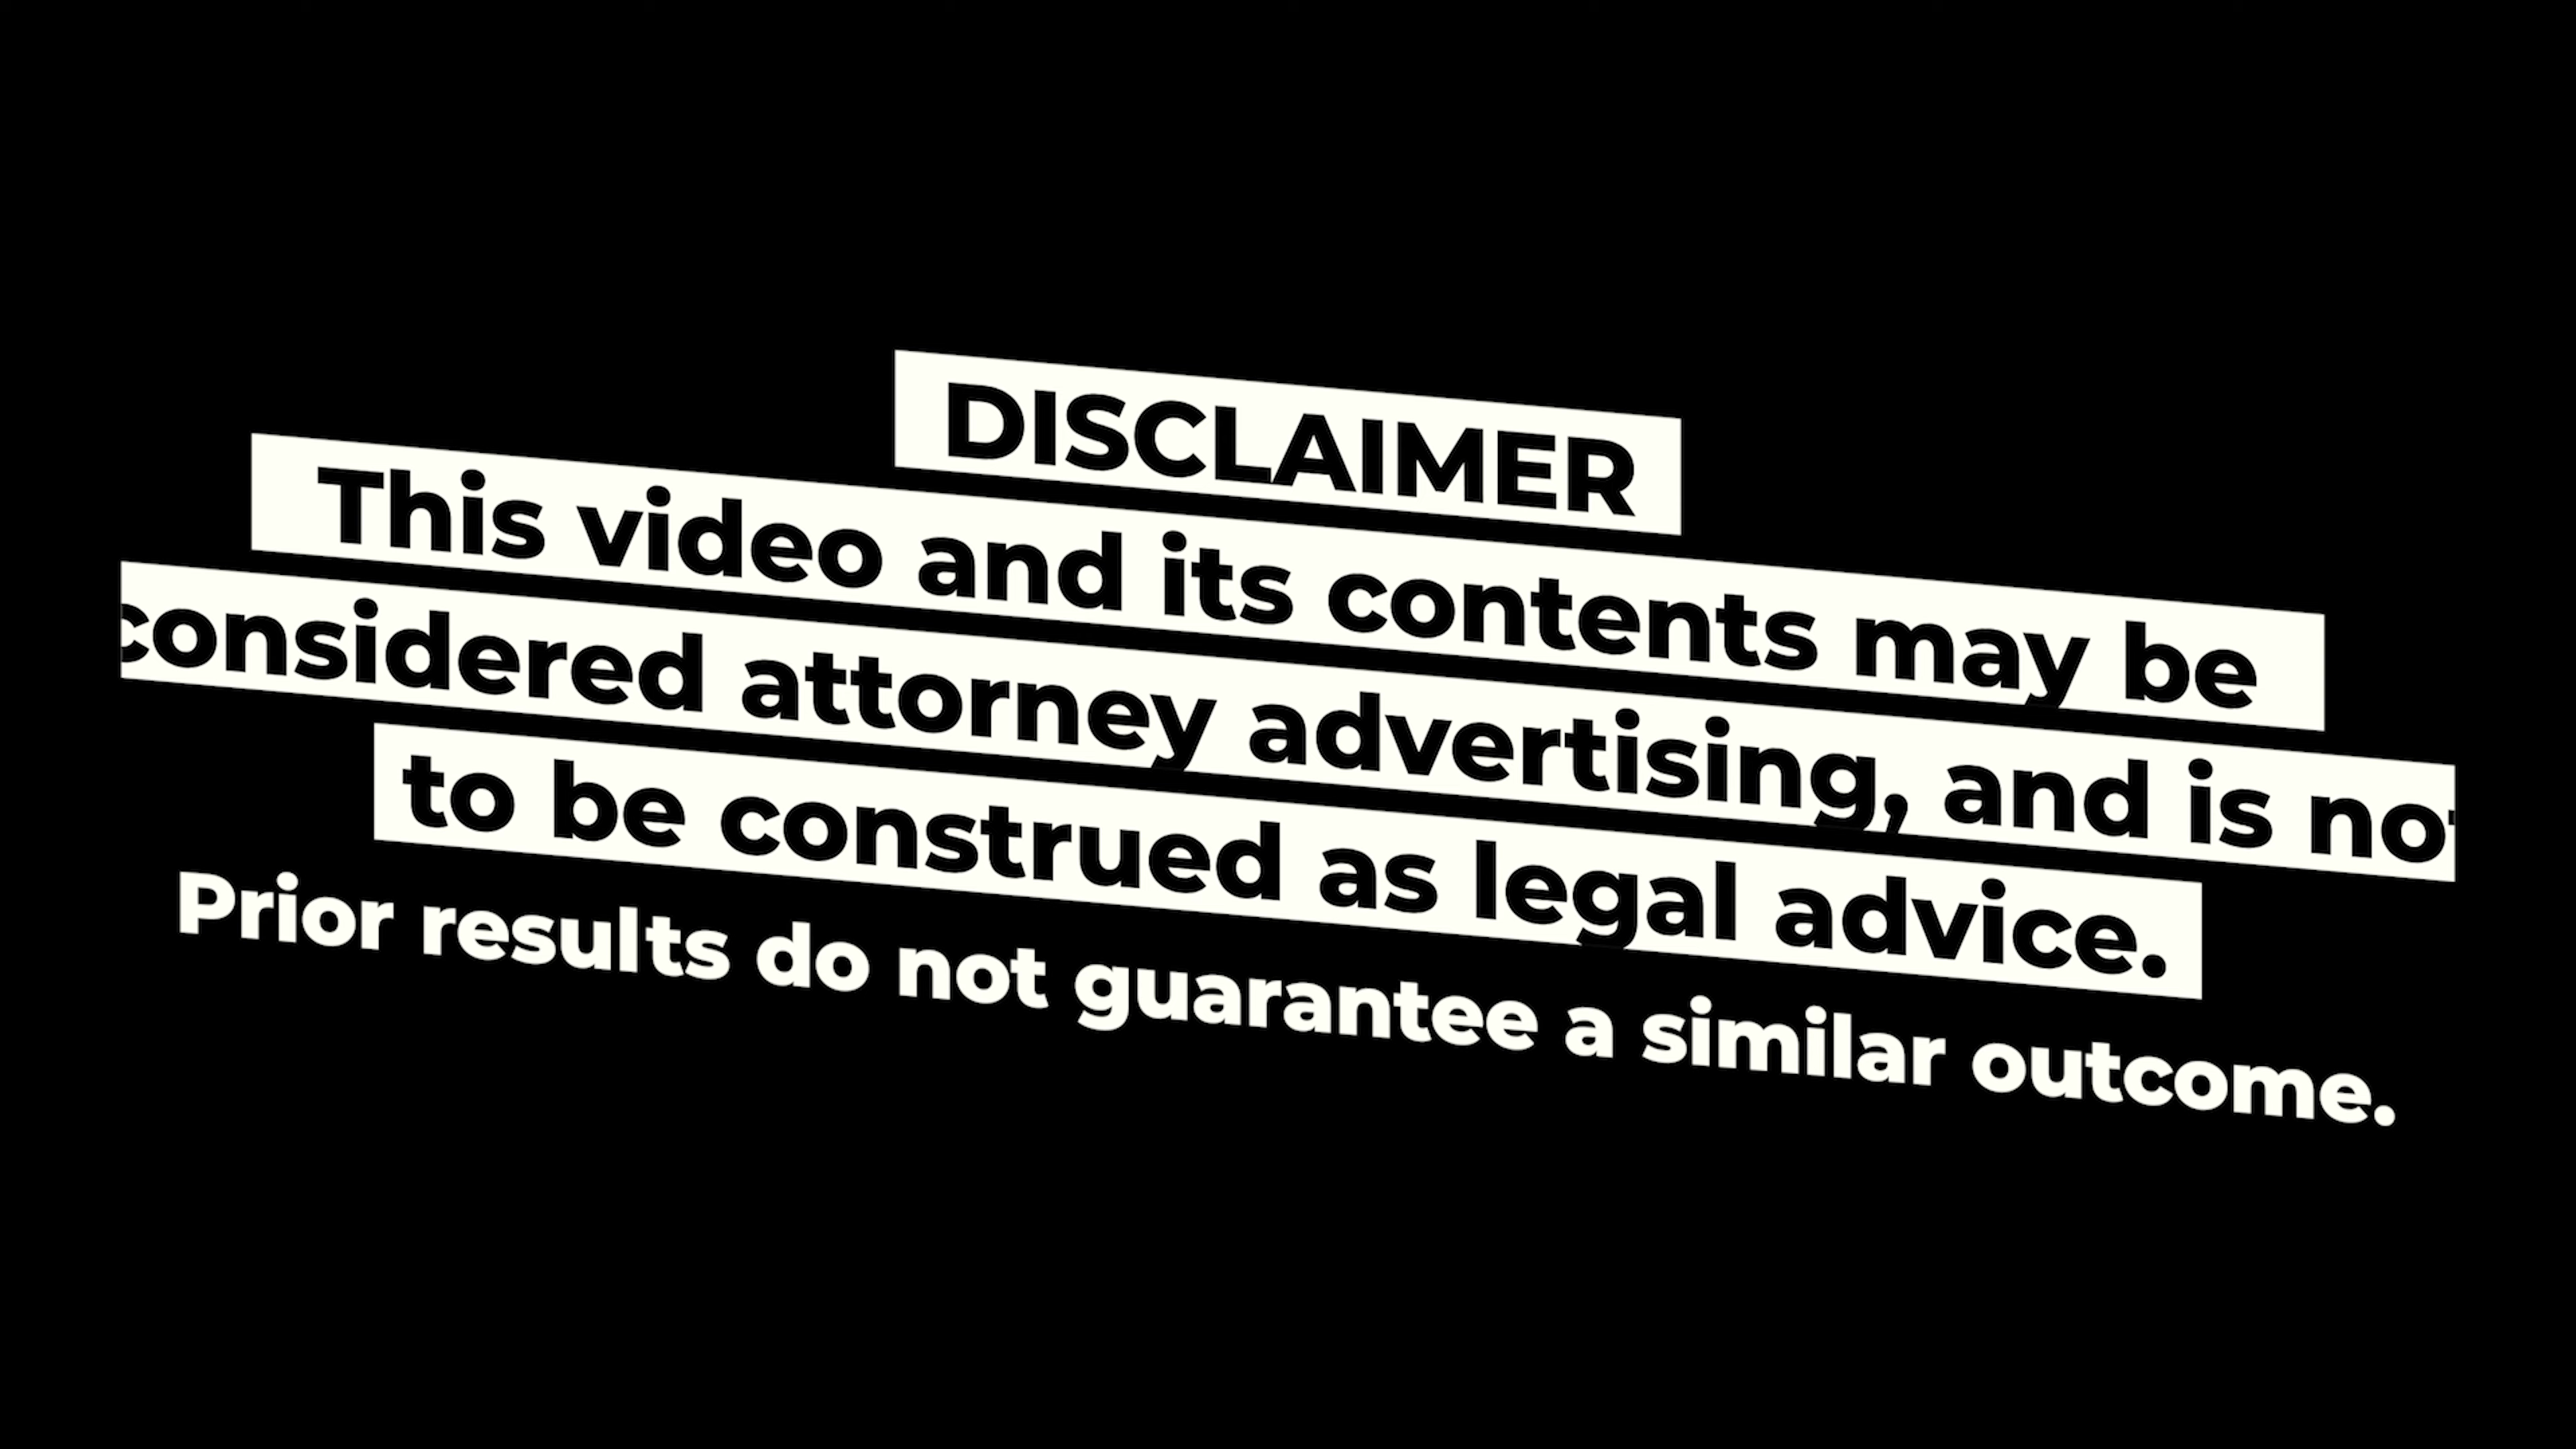 DISCLAIMER
This video and its contents may be
considered attorney advertising, and is not
to be construed as legal advice.
Prior results do not guarantee a similar outcome.